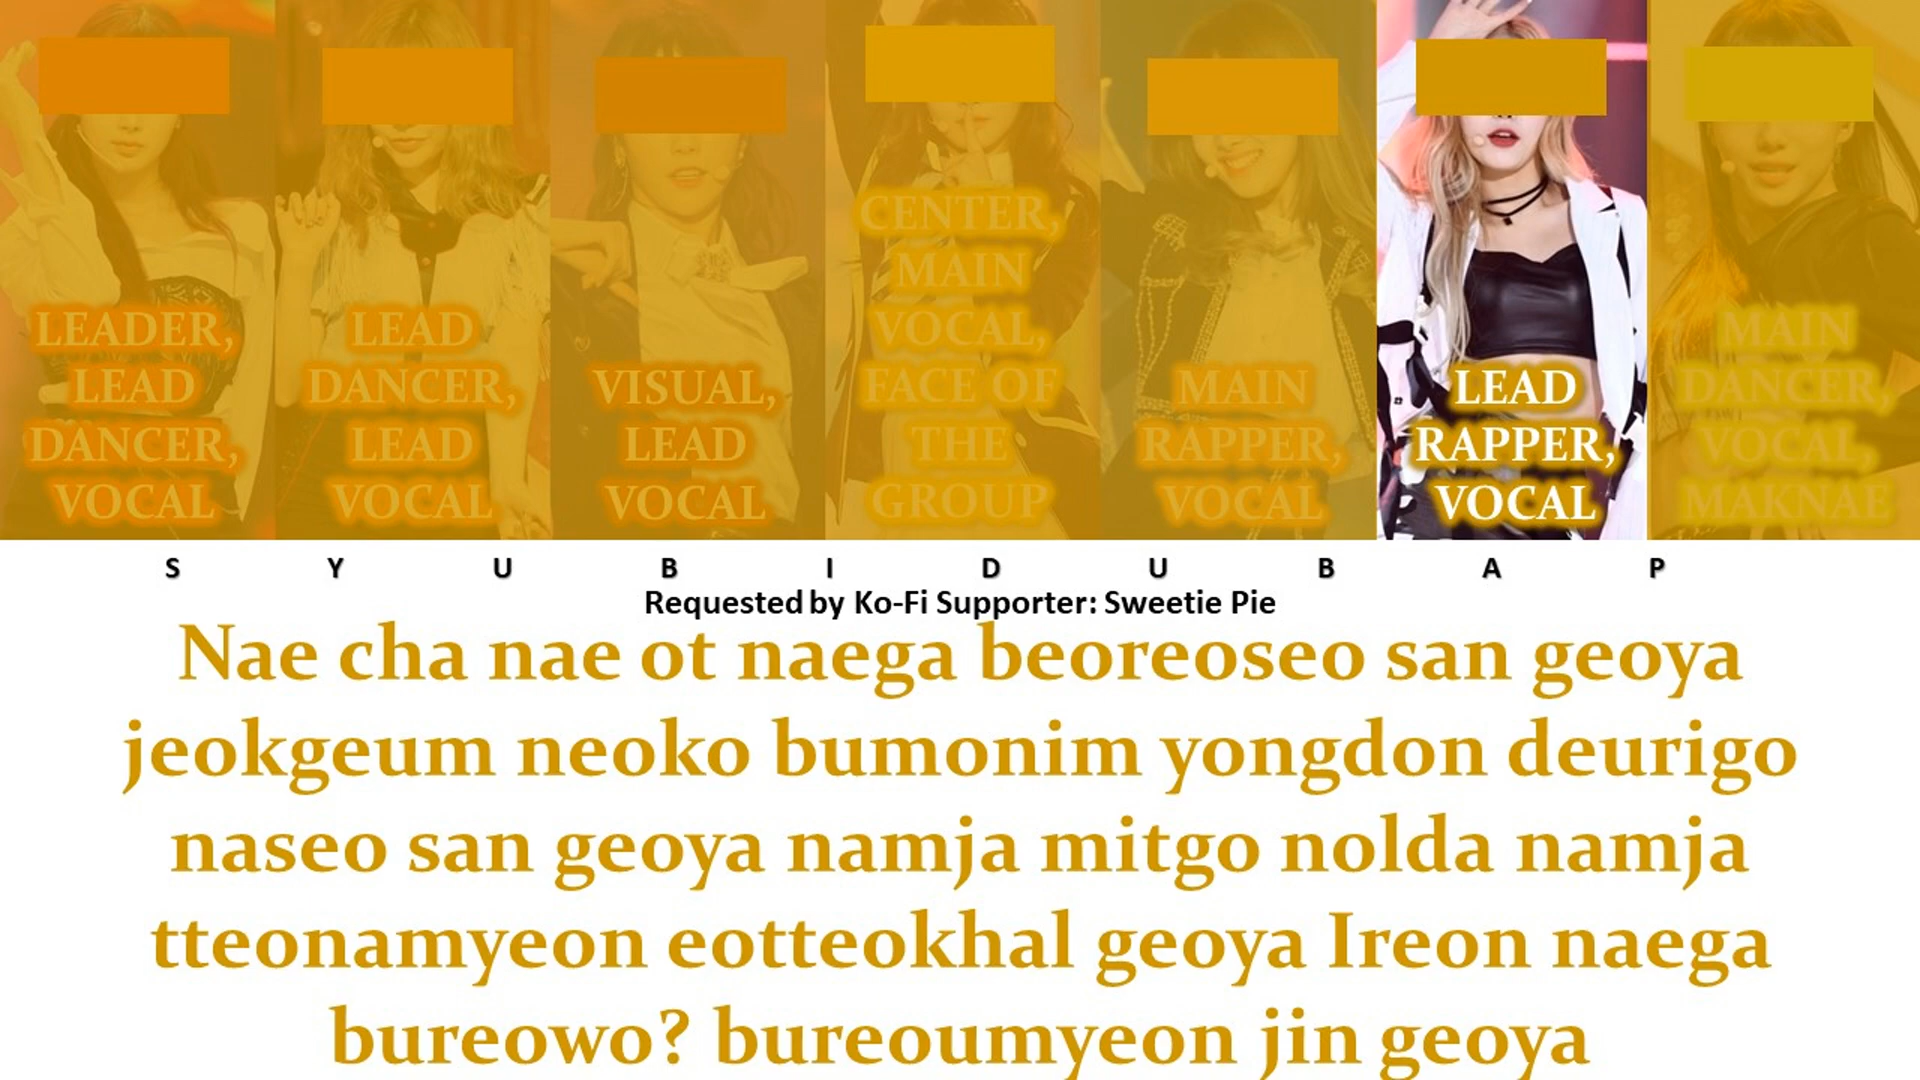 LEADER,
LEAD
DANCER,
VOCAL
LEAD
DANCER,
LEAD
VOCAL
VISUAL,
LEAD
VOCAL
CENTER,
MAIN
VOCAL,
FACE OF
THE
GROUP
MAIN
RAPPER,
VOCAL
LEAD
RAPPER,
VOCAL
MAIN
DANCER,
VOCAL,
MAKNAE
S Y U B I D U B A P
Requested by Ko-Fi Supporter: Sweetie Pie
Nae cha nae ot naega beoreoseo san geoya
jeokgeum neoko bumonim yongdon deurigo
naseo san geoya namja mitgo nolda namja
tteonamyeon eotteokhal geoya Ireon naega
bureowo? bureoumyeon jin geoya